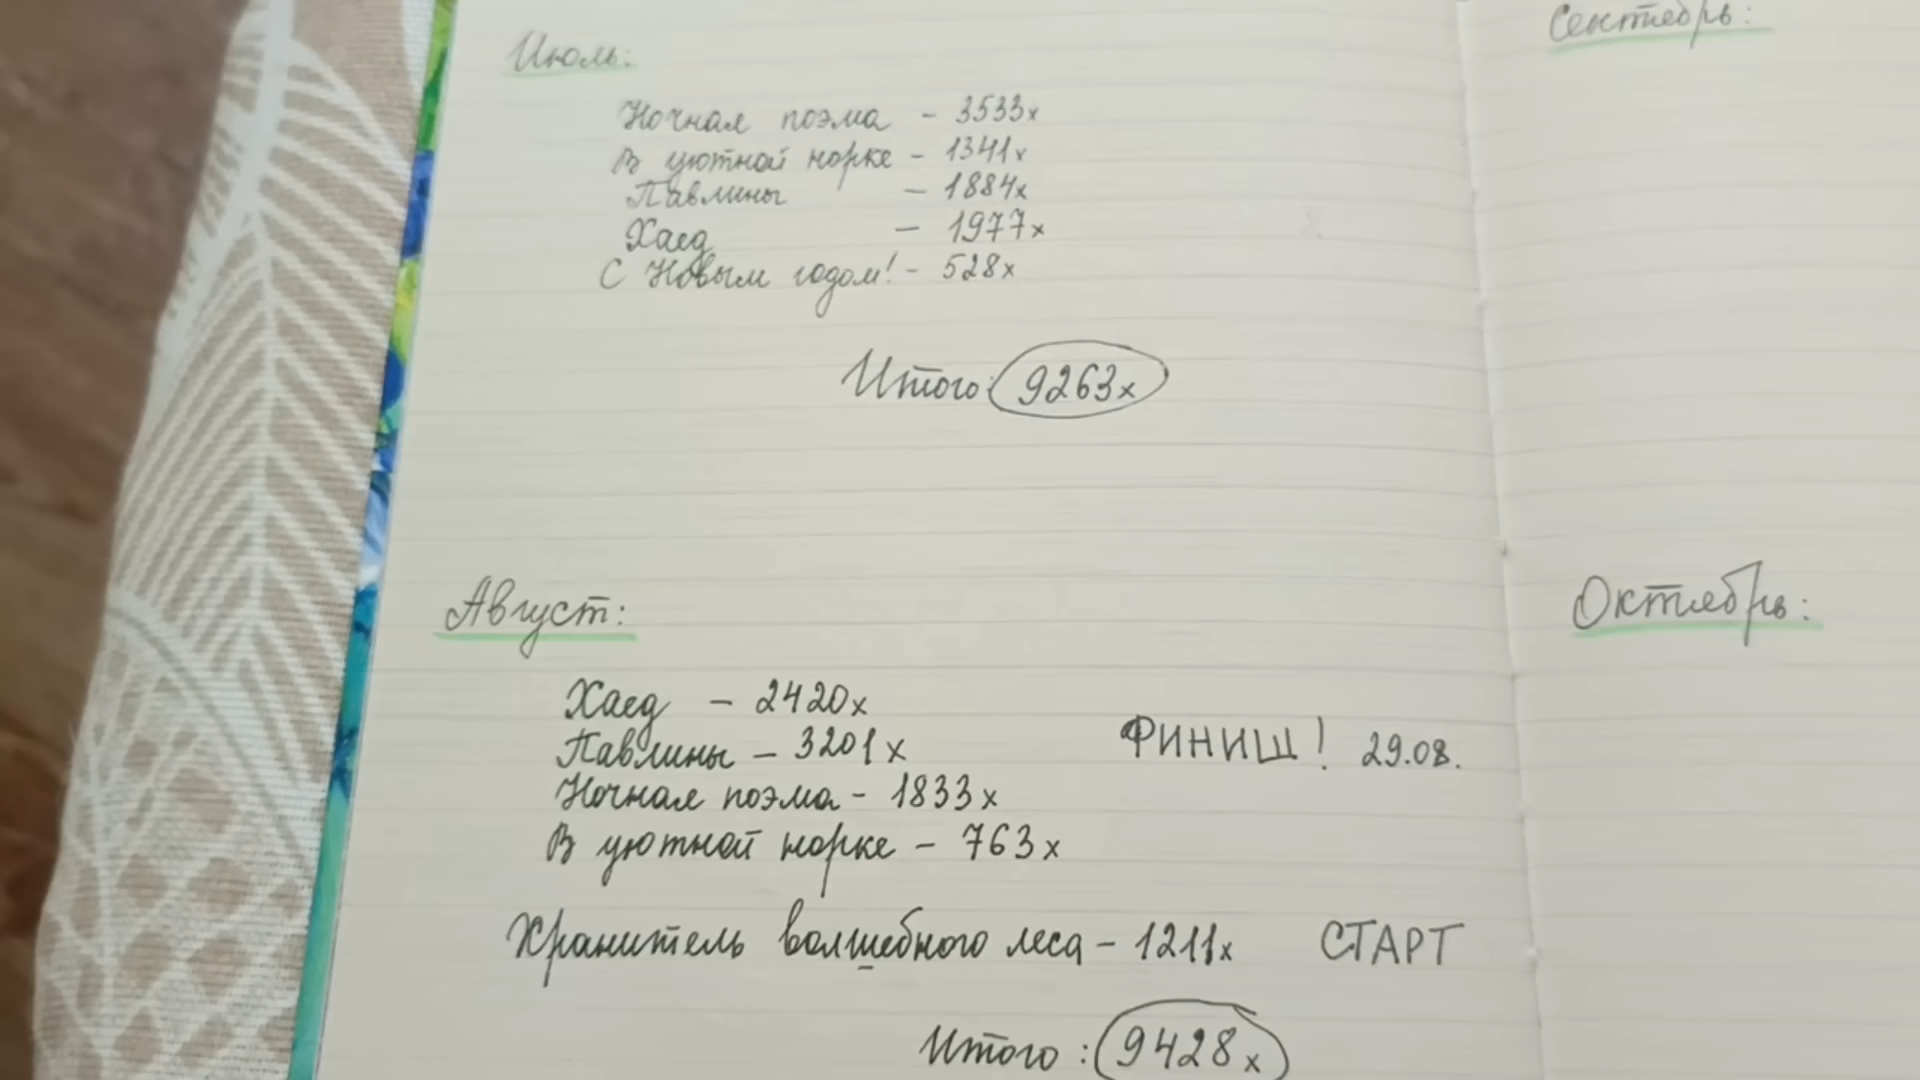 Июль:
Ночная поэма - 3533х
В уютной норке - 1341х
Павлины - 1884х
Хаед - 1977х
С Новым годом! - 528х
Итого: 9263х
Август:
Хаед - 2420х
Павлины - 3201х ФИНИШ! 29.08.
Ночная поэма - 1833х
В уютной норке - 763х
Хранитель волшебного леса - 1211х СТАРТ
Итого: 9428х
Сентябрь:
Октябрь: